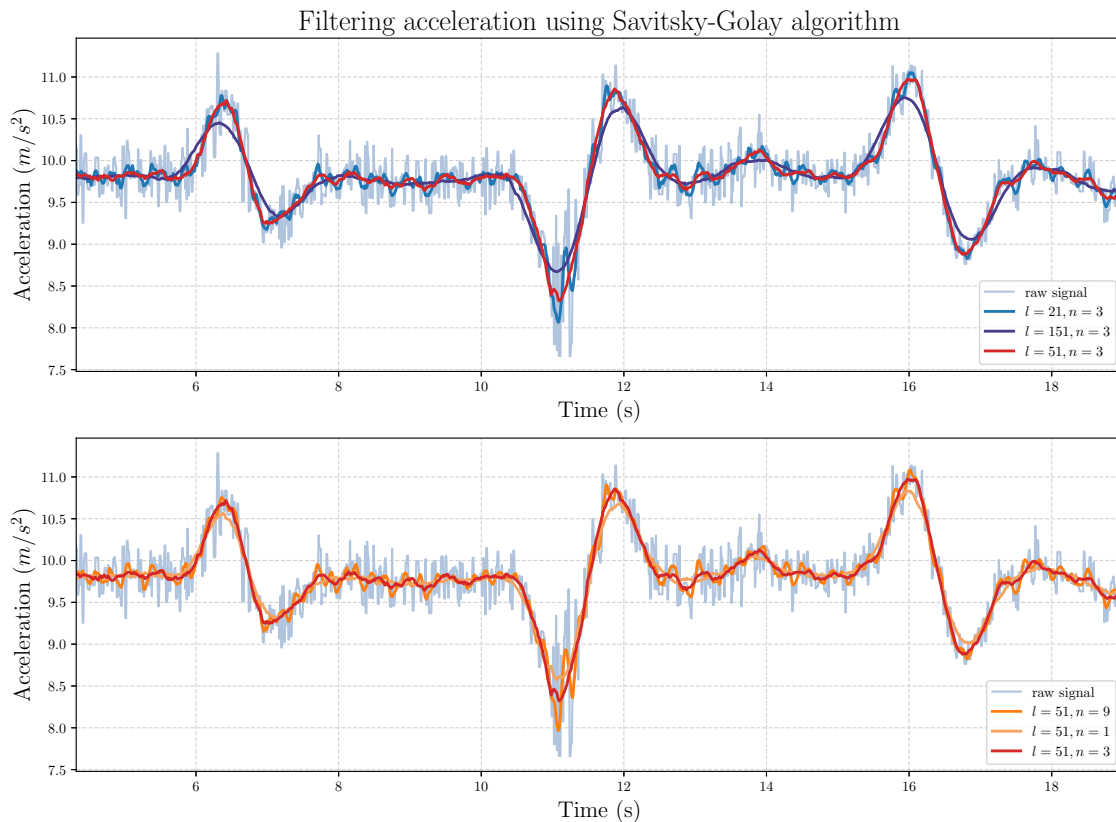 Filtering acceleration using Savitsky-Golay algorithm
Acceleration (m/s²)
11.0
10.5
10.0
9.5
9.0
8.5
8.0
7.5
raw signal
l = 21, n = 3
l = 151, n = 3
l = 51, n = 3
6 8 10 12 14 16 18
Time (s)
Acceleration (m/s²)
11.0
10.5
10.0
9.5
9.0
8.5
8.0
7.5
raw signal
l = 51, n = 9
l = 51, n = 1
l = 51, n = 3
6 8 10 12 14 16 18
Time (s)